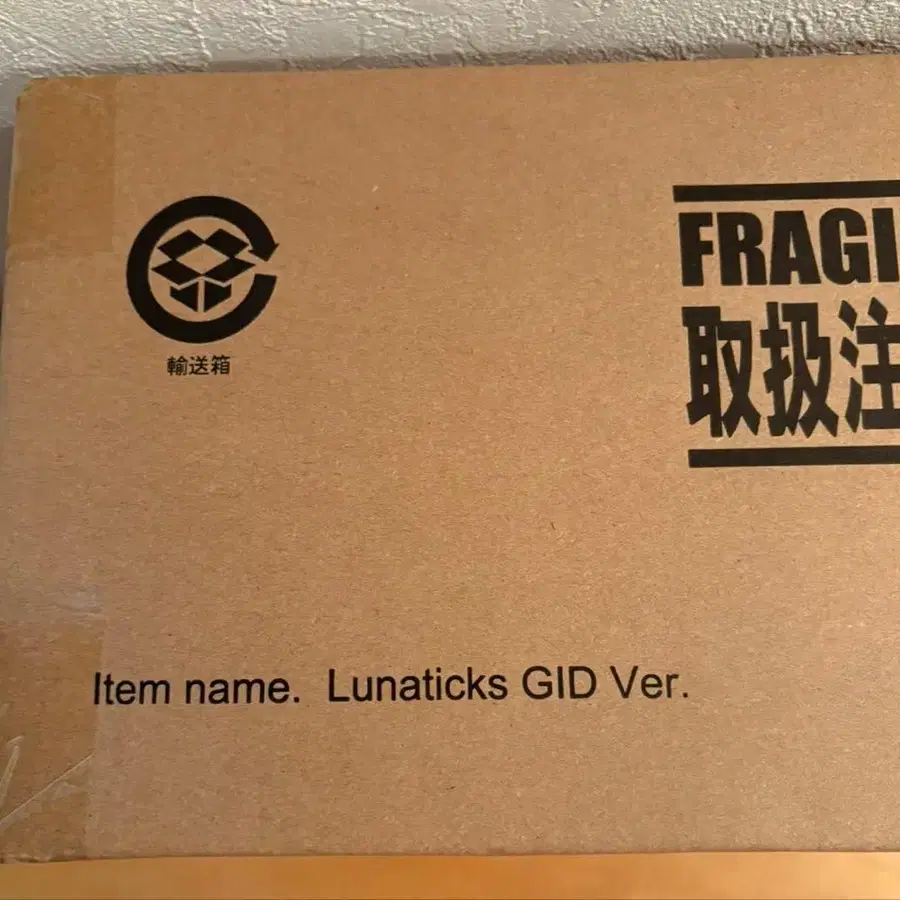 輸送箱
FRAGI
取扱注
Item name. Lunaticks GID Ver.